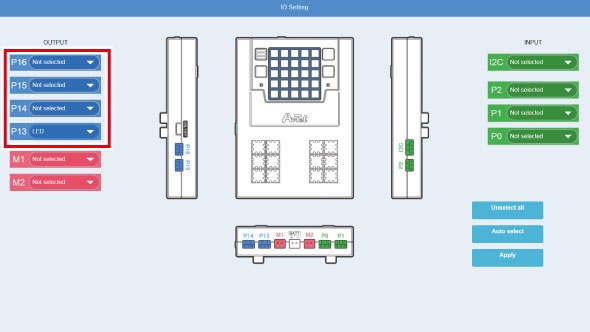 IO Setting
OUTPUT
INPUT
P16 Not selected
P15 Not selected
P14 Not selected
P13 LED
M1 Not selected
M2 Not selected
I2C Not selected
P2 Not selected
P1 Not selected
P0 Not selected
Artec
P16
P15
I2C
P2
P14 P13 M1 BATT M2 P0 P1
Unselect all
Auto select
Apply